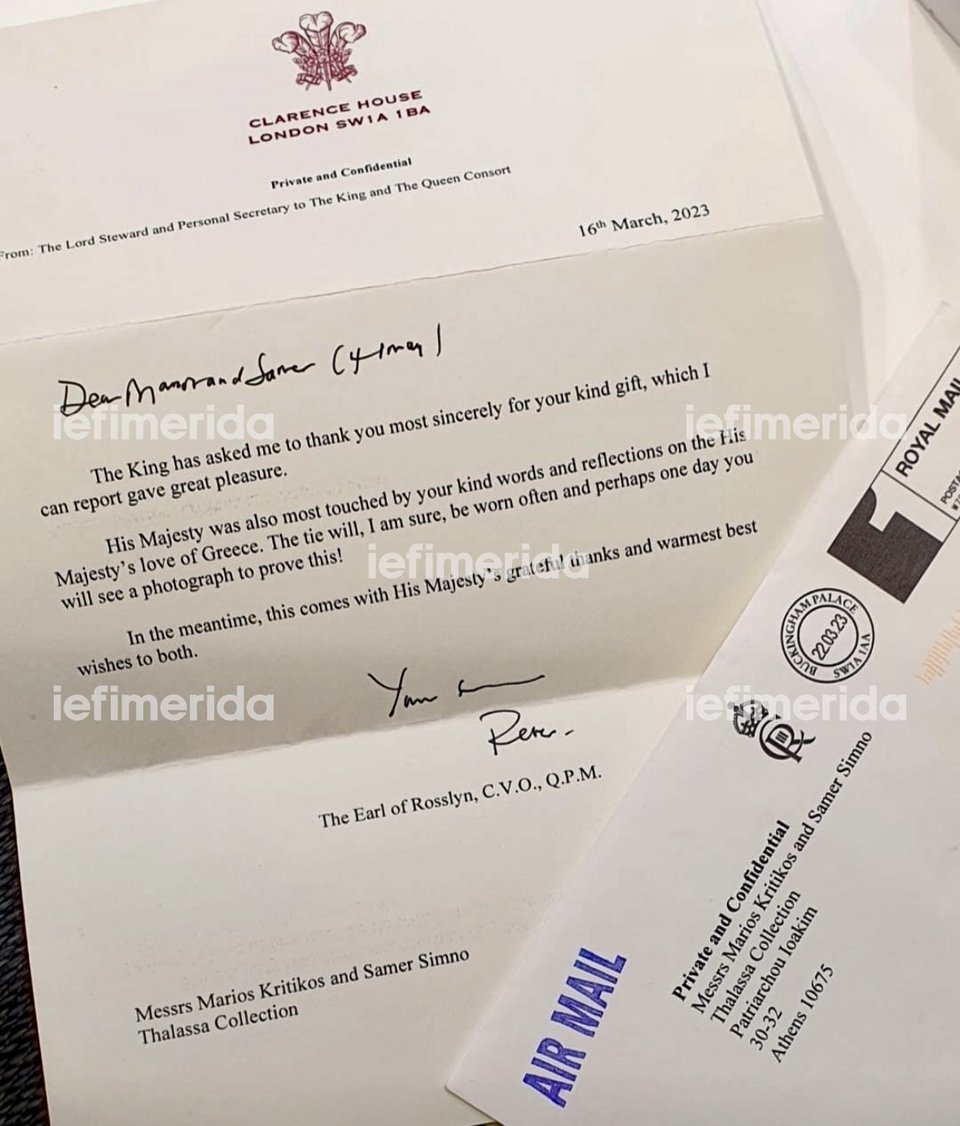 CLARENCE HOUSE
LONDON SW1A 1BA
Private and Confidential
From: The Lord Steward and Personal Secretary to The King and The Queen Consort
16th March, 2023
Dear Marios and Samer
The King has asked me to thank you most sincerely for your kind gift, which I
can report gave great pleasure.
His Majesty was also most touched by your kind words and reflections on the His
Majesty's love of Greece. The tie will, I am sure, be worn often and perhaps one day you
will see a photograph to prove this!
In the meantime, this comes with His Majesty's grateful thanks and warmest best
wishes to both.
The Earl of Rosslyn, C.V.O., Q.P.M.
Messrs Marios Kritikos and Samer Simno
Thalassa Collection
ROYAL MAIL
1
BUCKINGHAM PALACE
22.03.23
SW1A 1AA
Private and Confidential
Messrs Marios Kritikos and Samer Simno
Thalassa Collection
Patriarchou Ioakim
30-32
Athens 10675
AIR MAIL
iefimerida
iefimerida
iefimerida
iefimerida
iefimerida